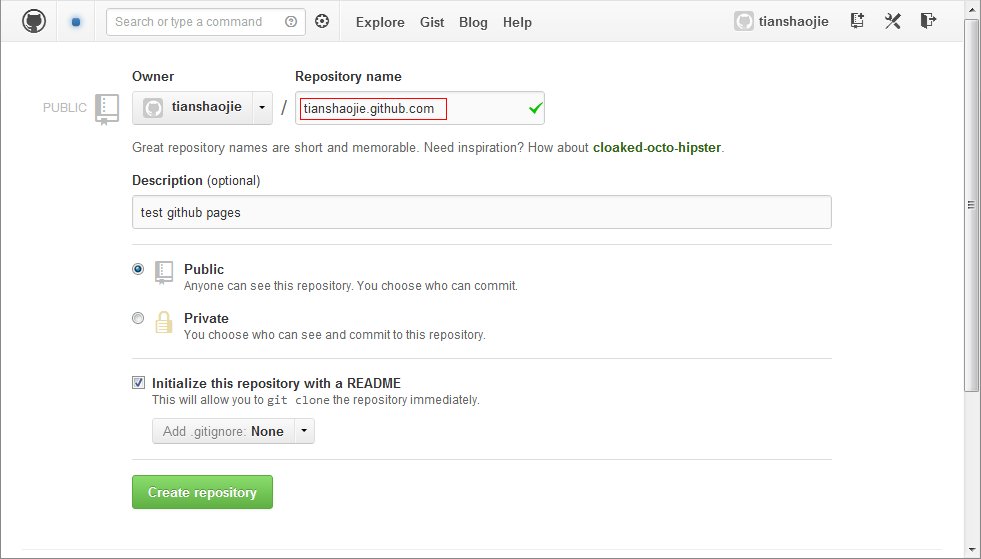 Search or type a command
Explore Gist Blog Help
tianshaojie
Owner
Repository name
PUBLIC
tianshaojie
/
tianshaojie.github.com
Great repository names are short and memorable. Need inspiration? How about cloaked-octo-hipster.
Description (optional)
test github pages
Public
Anyone can see this repository. You choose who can commit.
Private
You choose who can see and commit to this repository.
Initialize this repository with a README
This will allow you to git clone the repository immediately.
Add .gitignore: None
Create repository